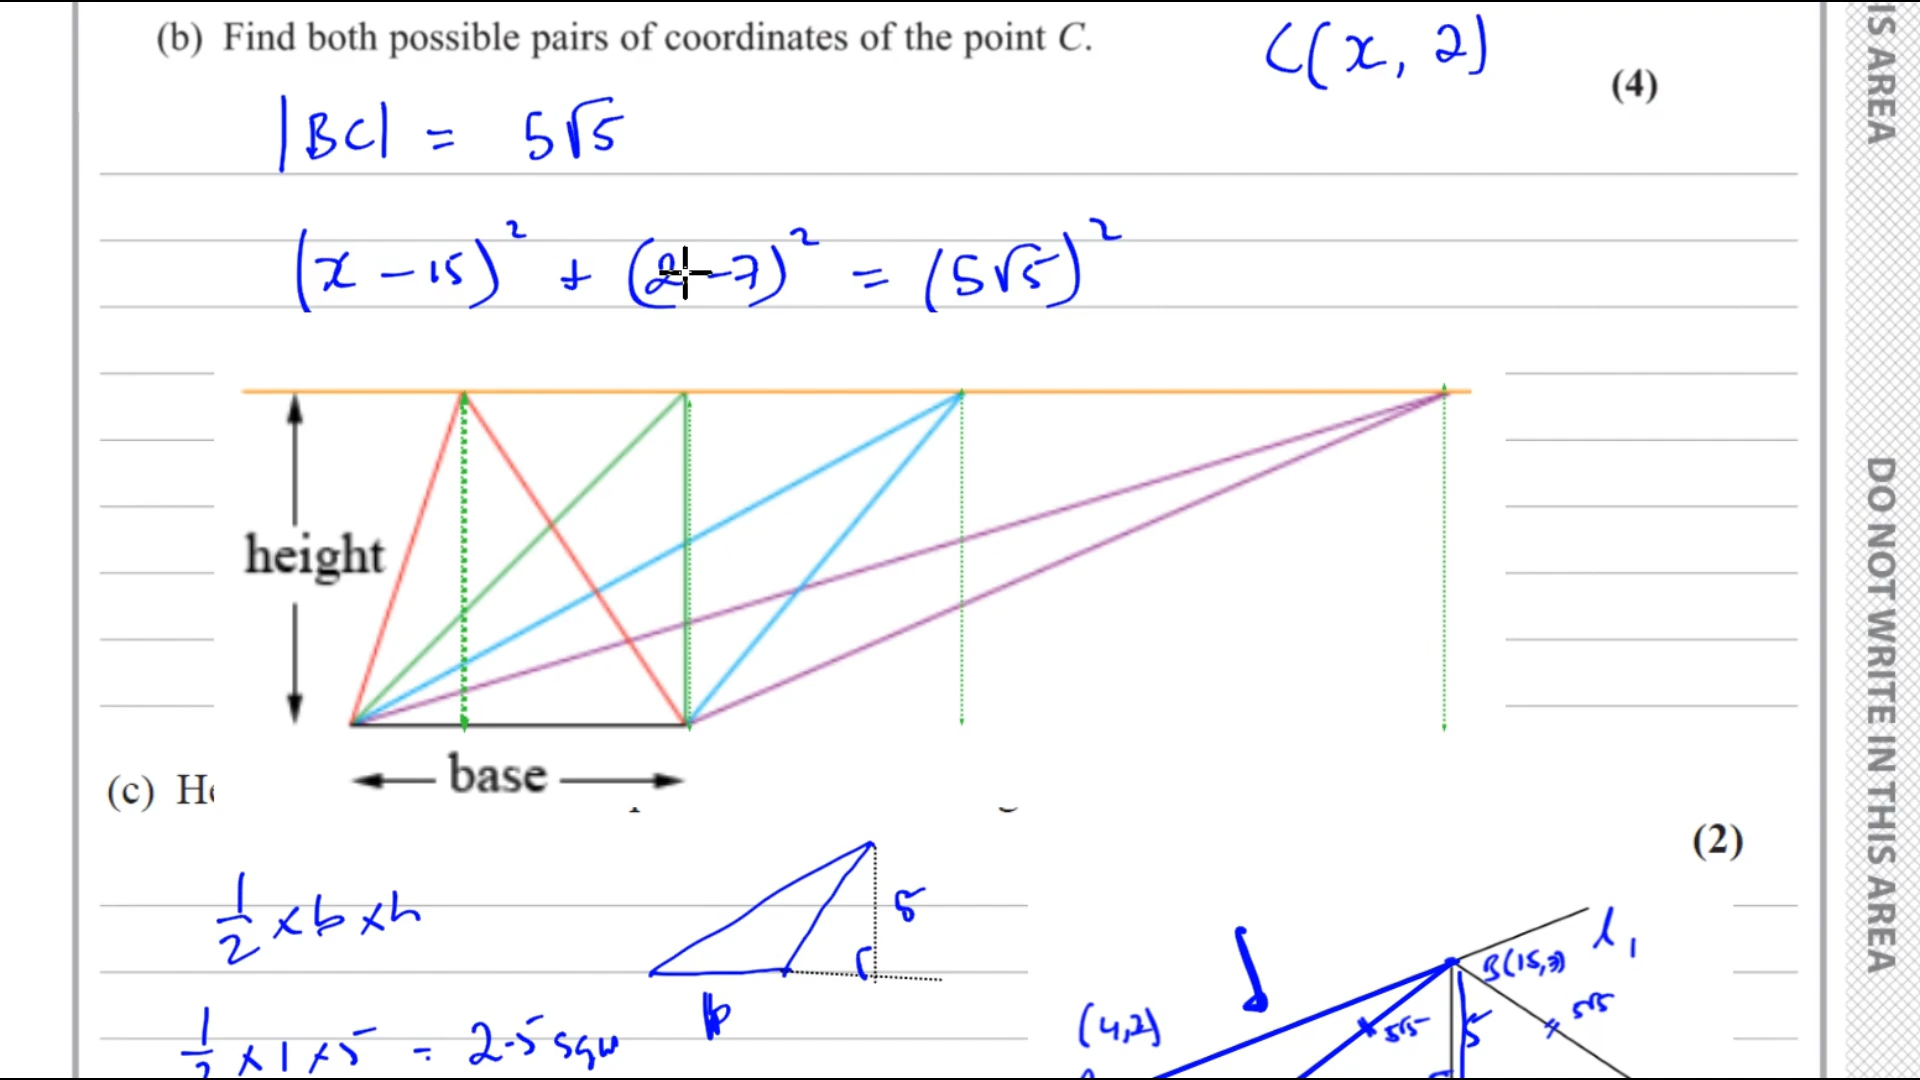 (b) Find both possible pairs of coordinates of the point C.
C(x, 2)
(4)
|BC| = 5√5
(x - 15)² + (2 - 7)² = (5√5)²
height
base
(c) He
(2)
1/2 × b × h
5
b
1/2 × 1 × 5 = 2.5 squ
l₁
B(15,7)
(4,2)
5√5
5
5√5
IS AREA
DO NOT WRITE IN THIS AREA